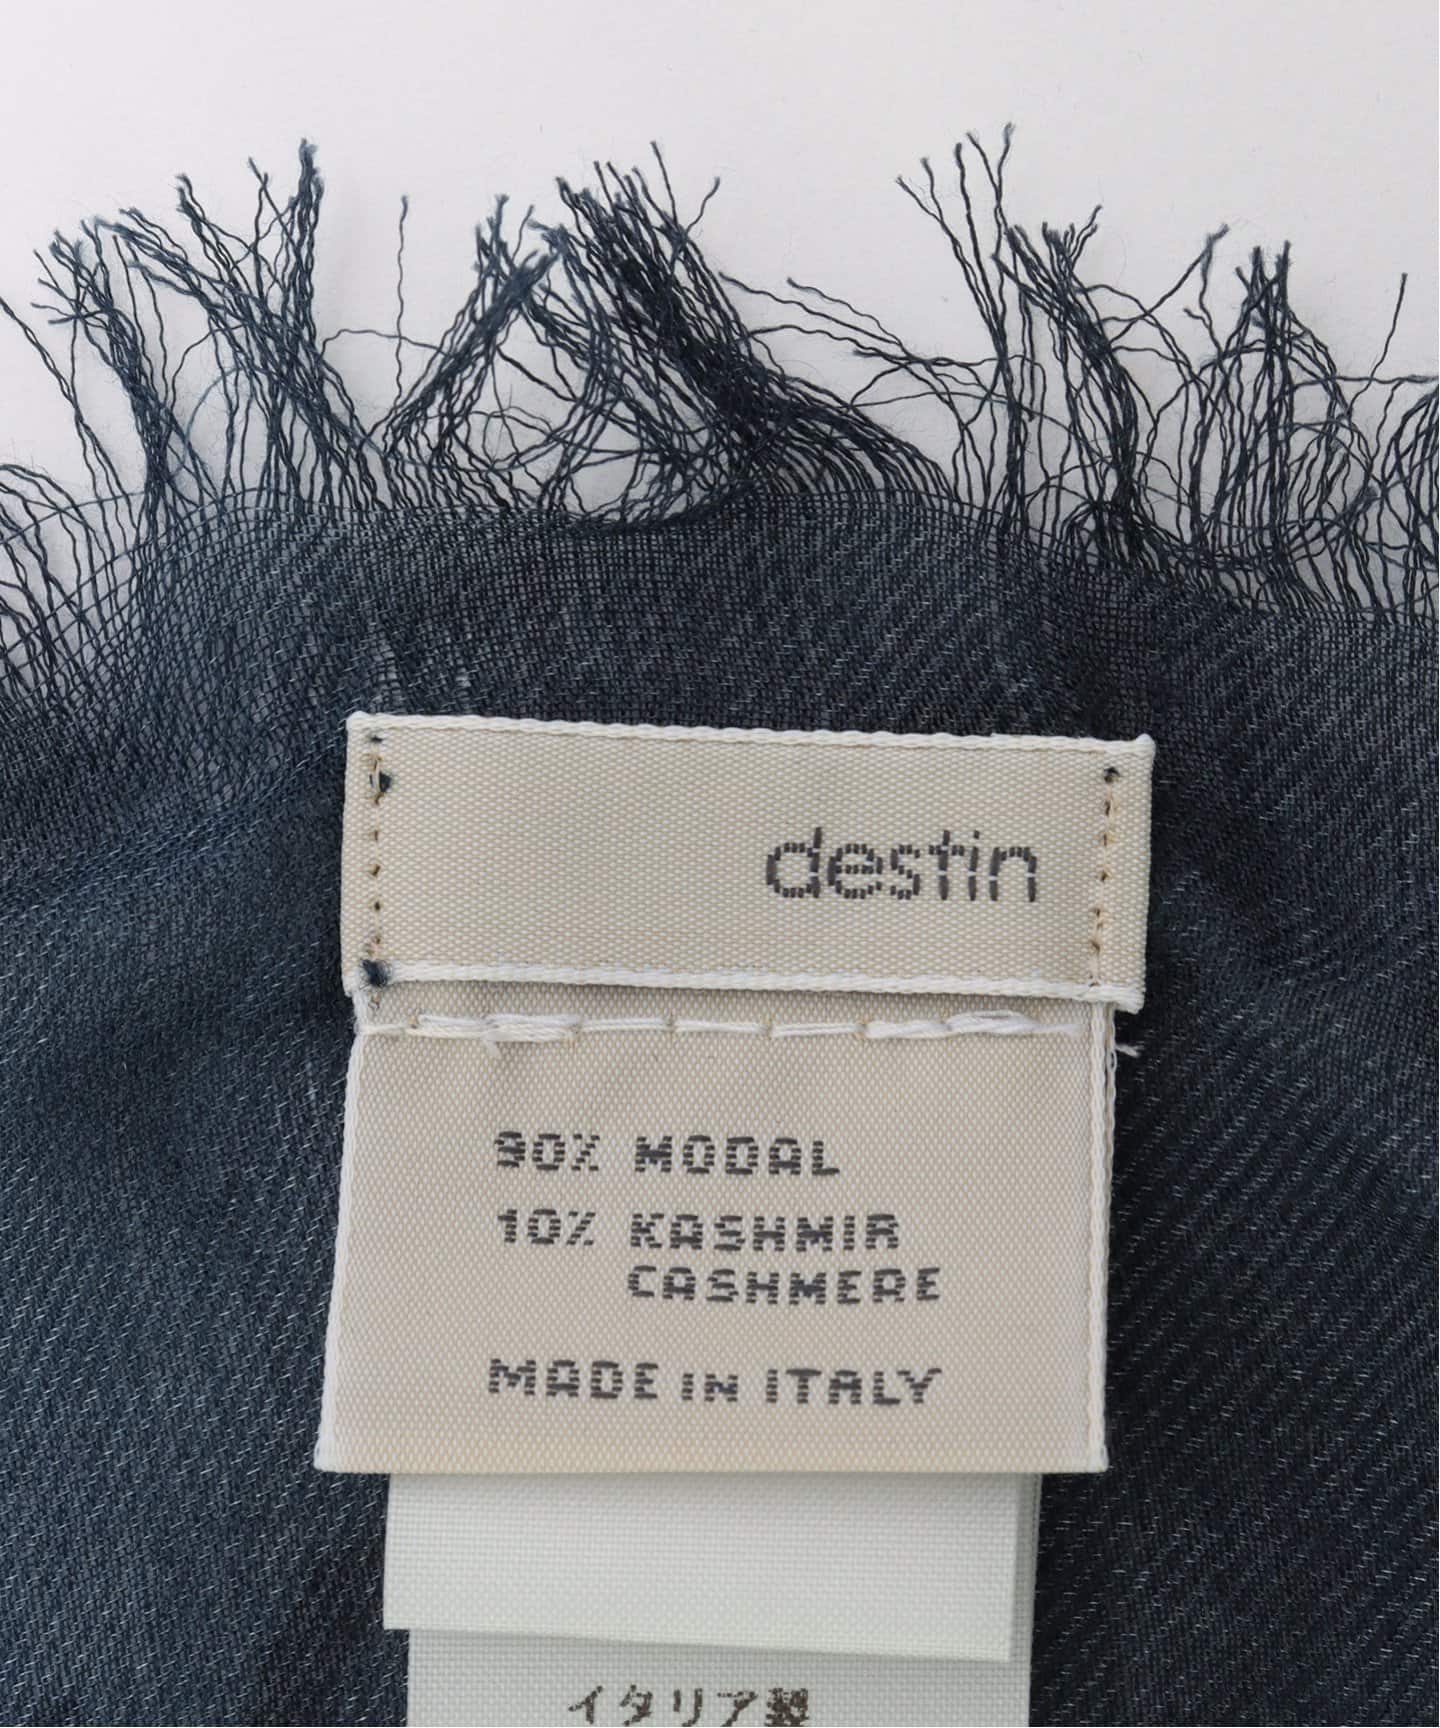 destin
90% MODAL
10% KASHMIR
CASHMERE
MADE IN ITALY
イタリア製